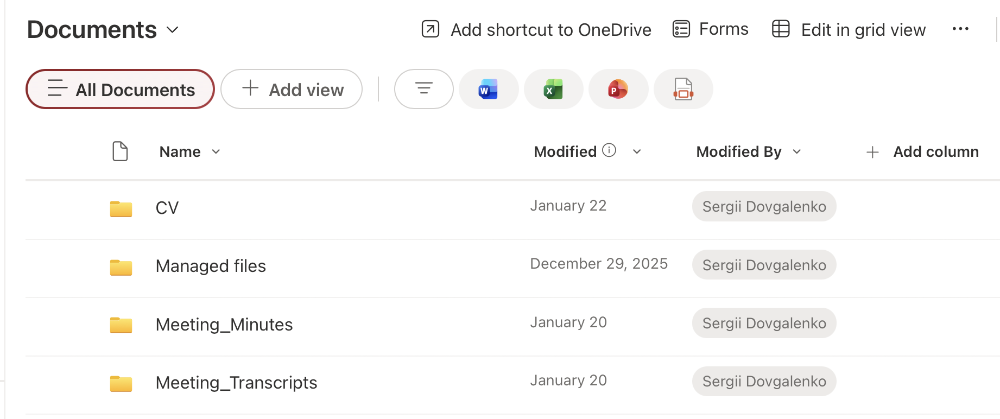 Documents
Add shortcut to OneDrive
Forms
Edit in grid view
All Documents
Add view
W
X
P
Name
Modified
Modified By
Add column
CV
January 22
Sergii Dovgalenko
Managed files
December 29, 2025
Sergii Dovgalenko
Meeting_Minutes
January 20
Sergii Dovgalenko
Meeting_Transcripts
January 20
Sergii Dovgalenko